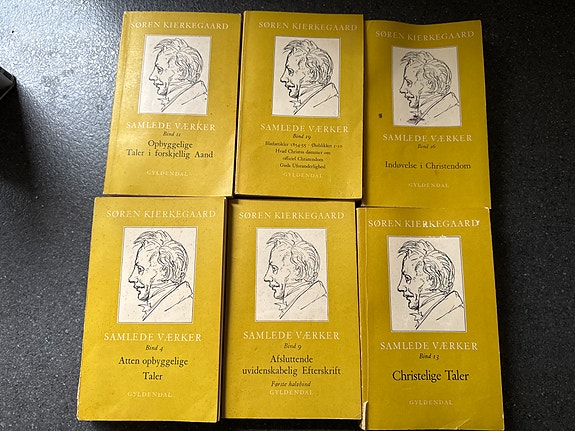 SØREN KIERKEGAARD
SAMLEDE VÆRKER
Bind 11
Opbyggelige
Taler i forskjellig Aand
GYLDENDAL
SØREN KIERKEGAARD
SAMLEDE VÆRKER
Bind 19
Bladartikler 1854-55 · Øieblikket 1-10
Hvad Christus dømmer om
officiel Christendom
Guds Uforanderlighed
GYLDENDAL
SØREN KIERKEGAARD
SAMLEDE VÆRKER
Bind 16
Indøvelse i Christendom
GYLDENDAL
SØREN KIERKEGAARD
SAMLEDE VÆRKER
Bind 4
Atten opbyggelige
Taler
GYLDENDAL
SØREN KIERKEGAARD
SAMLEDE VÆRKER
Bind 9
Afsluttende
uvidenskabelig Efterskrift
Første halvbind
GYLDENDAL
SØREN KIERKEGAARD
SAMLEDE VÆRKER
Bind 13
Christelige Taler
GYLDENDAL